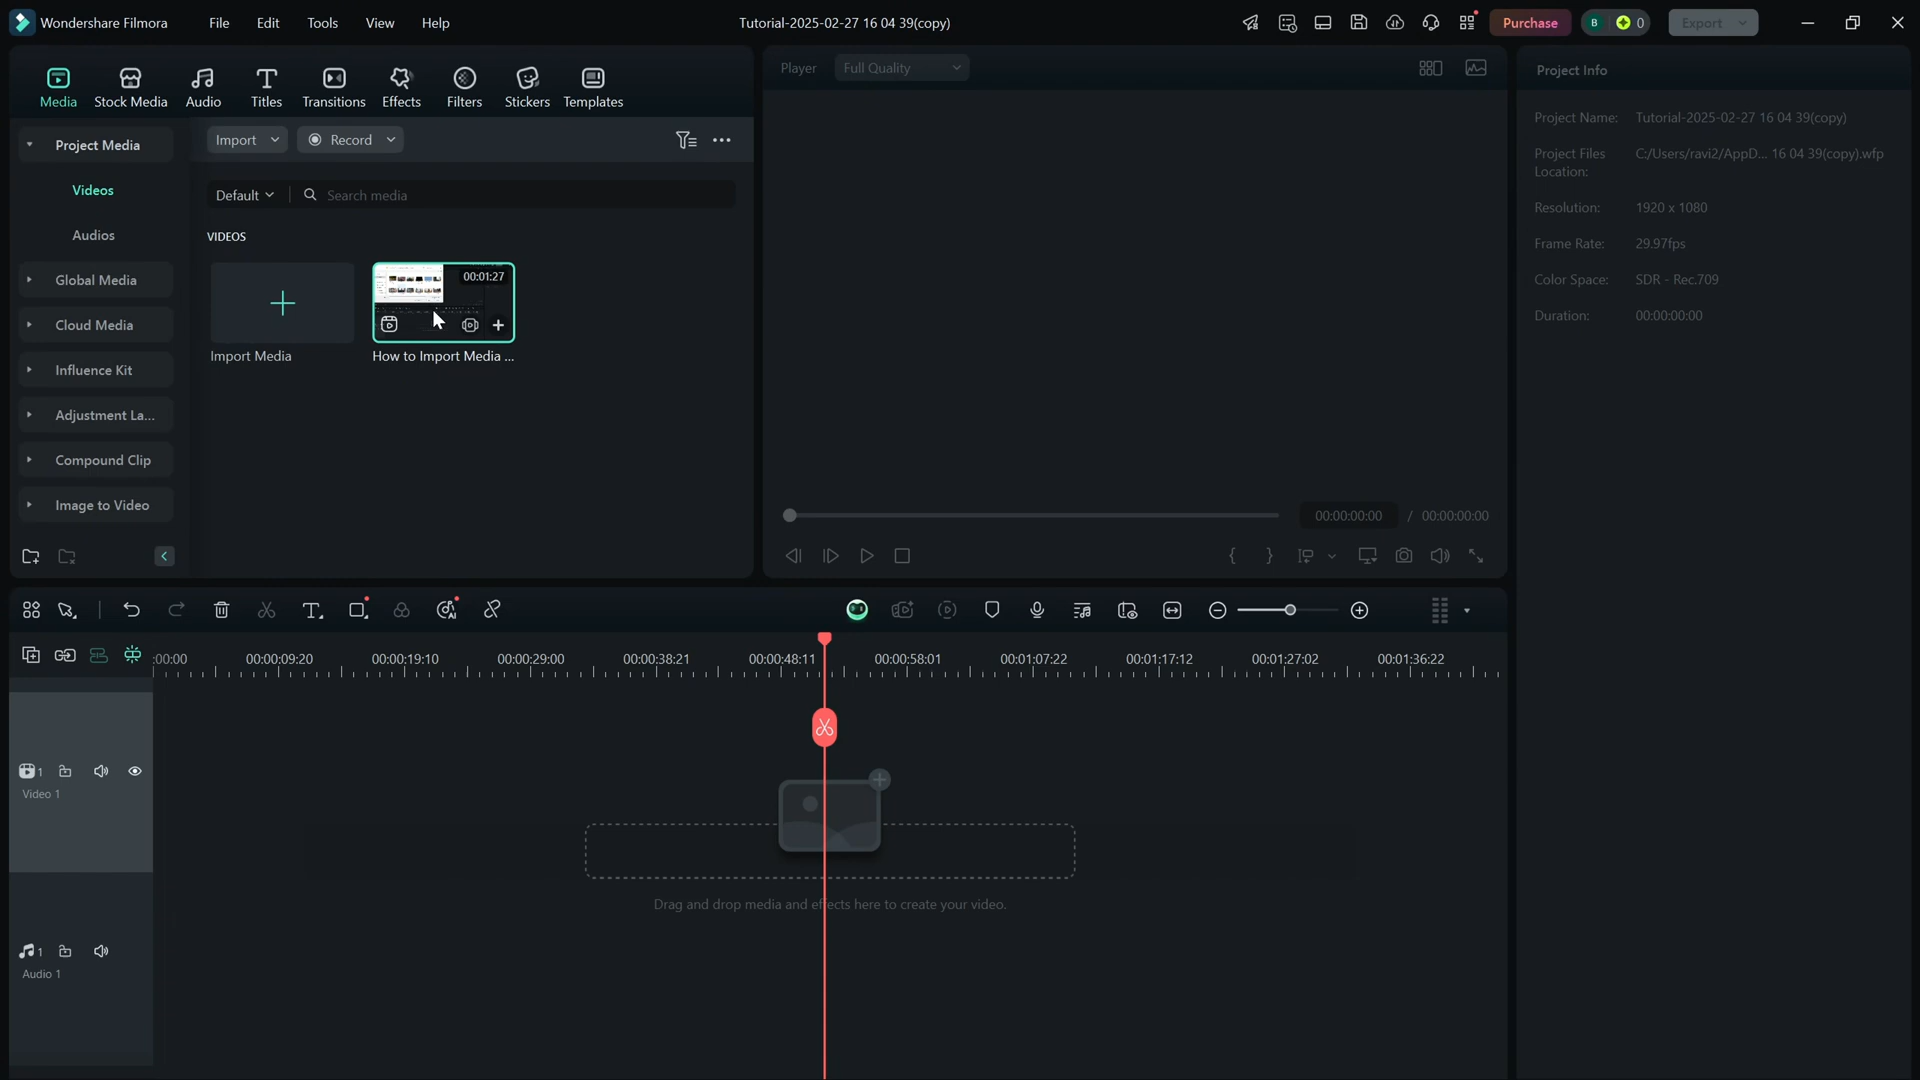 Wondershare Filmora File Edit Tools View Help Tutorial-2025-02-27 16 04 39(copy) Purchase B 0 Export
Media Stock Media Audio Titles Transitions Effects Filters Stickers Templates
Player Full Quality
Project Info
Project Media
Import Record
Videos
Audios
Global Media
Cloud Media
Influence Kit
Adjustment La...
Compound Clip
Image to Video
Default Search media
VIDEOS
00:01:27
Import Media How to Import Media ...
Project Name: Tutorial-2025-02-27 16 04 39(copy)
Project Files C:/Users/ravi2/AppD... 16 04 39(copy).wfp
Location:
Resolution: 1920 x 1080
Frame Rate: 29.97fps
Color Space: SDR - Rec.709
Duration: 00:00:00:00
00:00:00:00 / 00:00:00:00
:00:00 00:00:09:20 00:00:19:10 00:00:29:00 00:00:38:21 00:00:48:11 00:00:58:01 00:01:07:22 00:01:17:12 00:01:27:02 00:01:36:22
1
Video 1
Drag and drop media and effects here to create your video.
1
Audio 1